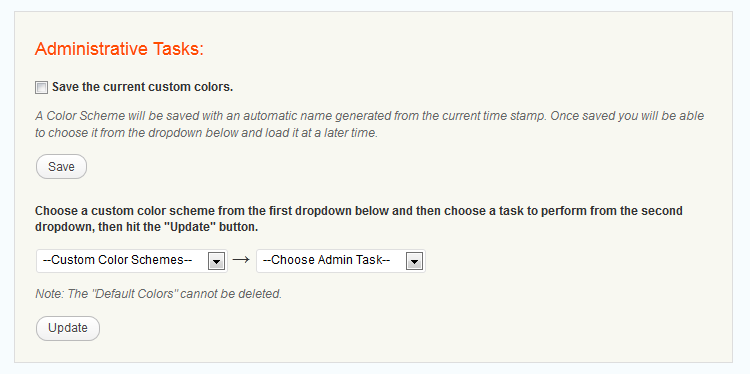 Administrative Tasks:
Save the current custom colors.
A Color Scheme will be saved with an automatic name generated from the current time stamp. Once saved you will be able
to choose it from the dropdown below and load it at a later time.
Save
Choose a custom color scheme from the first dropdown below and then choose a task to perform from the second
dropdown, then hit the "Update" button.
--Custom Color Schemes-- → --Choose Admin Task--
Note: The "Default Colors" cannot be deleted.
Update